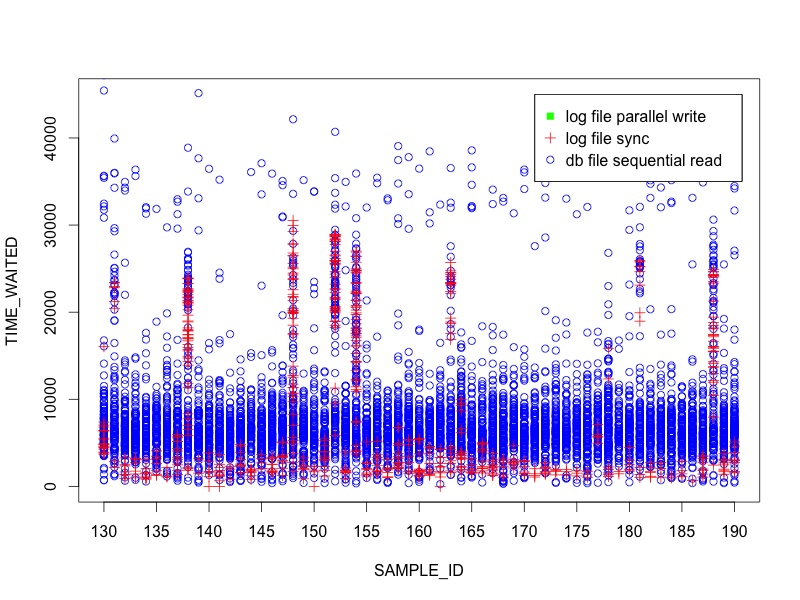 log file parallel write
log file sync
db file sequential read
TIME_WAITED
40000
30000
20000
10000
0
130 135 140 145 150 155 160 165 170 175 180 185 190
SAMPLE_ID